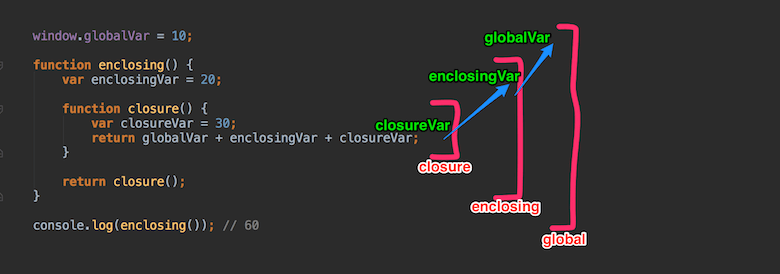 window.globalVar = 10;
function enclosing() {
var enclosingVar = 20;
function closure() {
var closureVar = 30;
return globalVar + enclosingVar + closureVar;
}
return closure();
}
console.log(enclosing()); // 60
globalVar
enclosingVar
closureVar
closure
enclosing
global